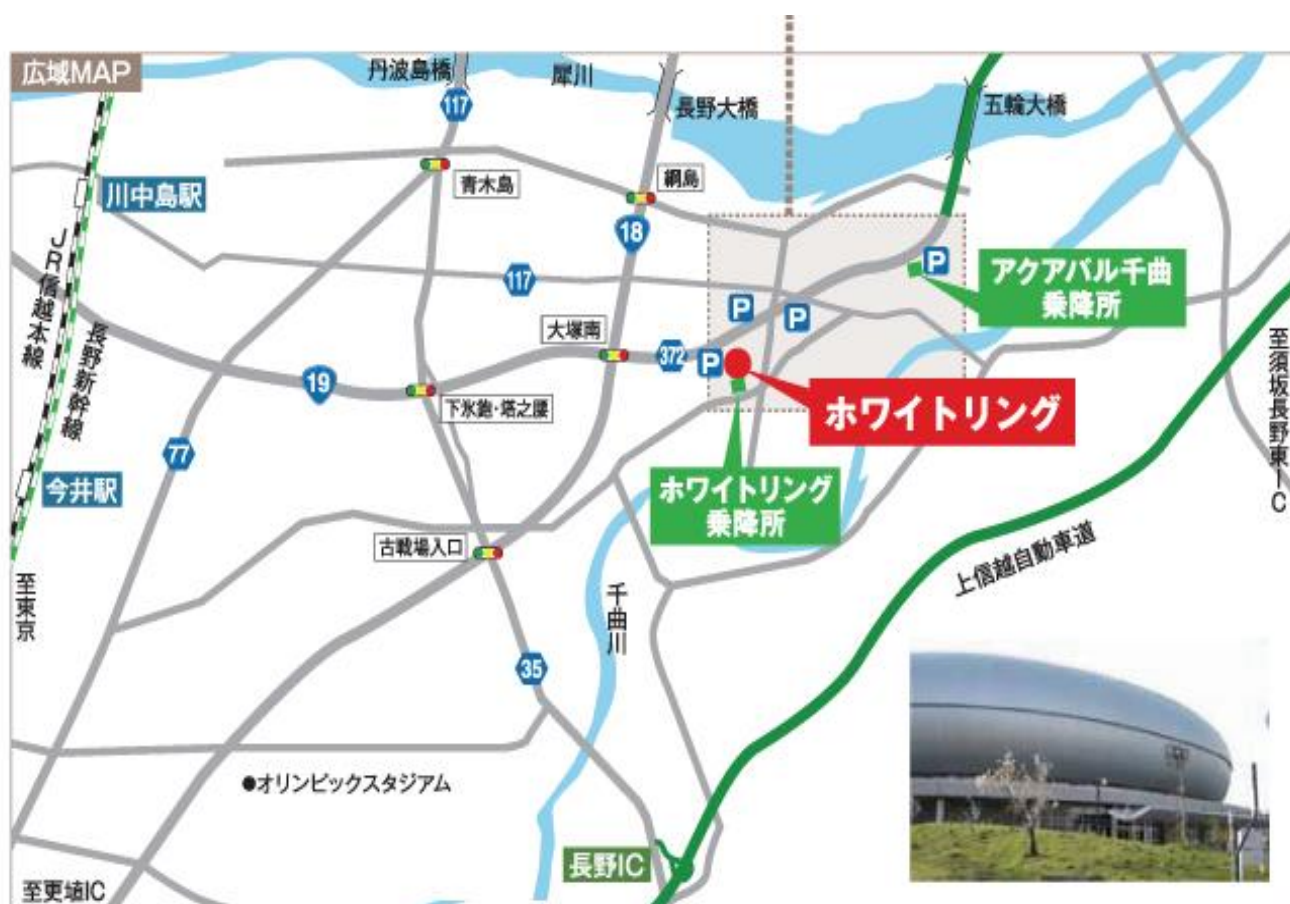 広域MAP
丹波島橋
犀川
長野大橋
五輪大橋
117
青木島
綱島
川中島駅
18
117
P
アクアパル千曲
乗降所
P
P
大塚南
372
P
JR信越本線
長野新幹線
19
下氷鉋・塔之腰
ホワイトリング
至須坂長野東IC
77
今井駅
ホワイトリング
乗降所
古戦場入口
上信越自動車道
至東京
千曲川
35
●オリンピックスタジアム
長野IC
至更埴IC